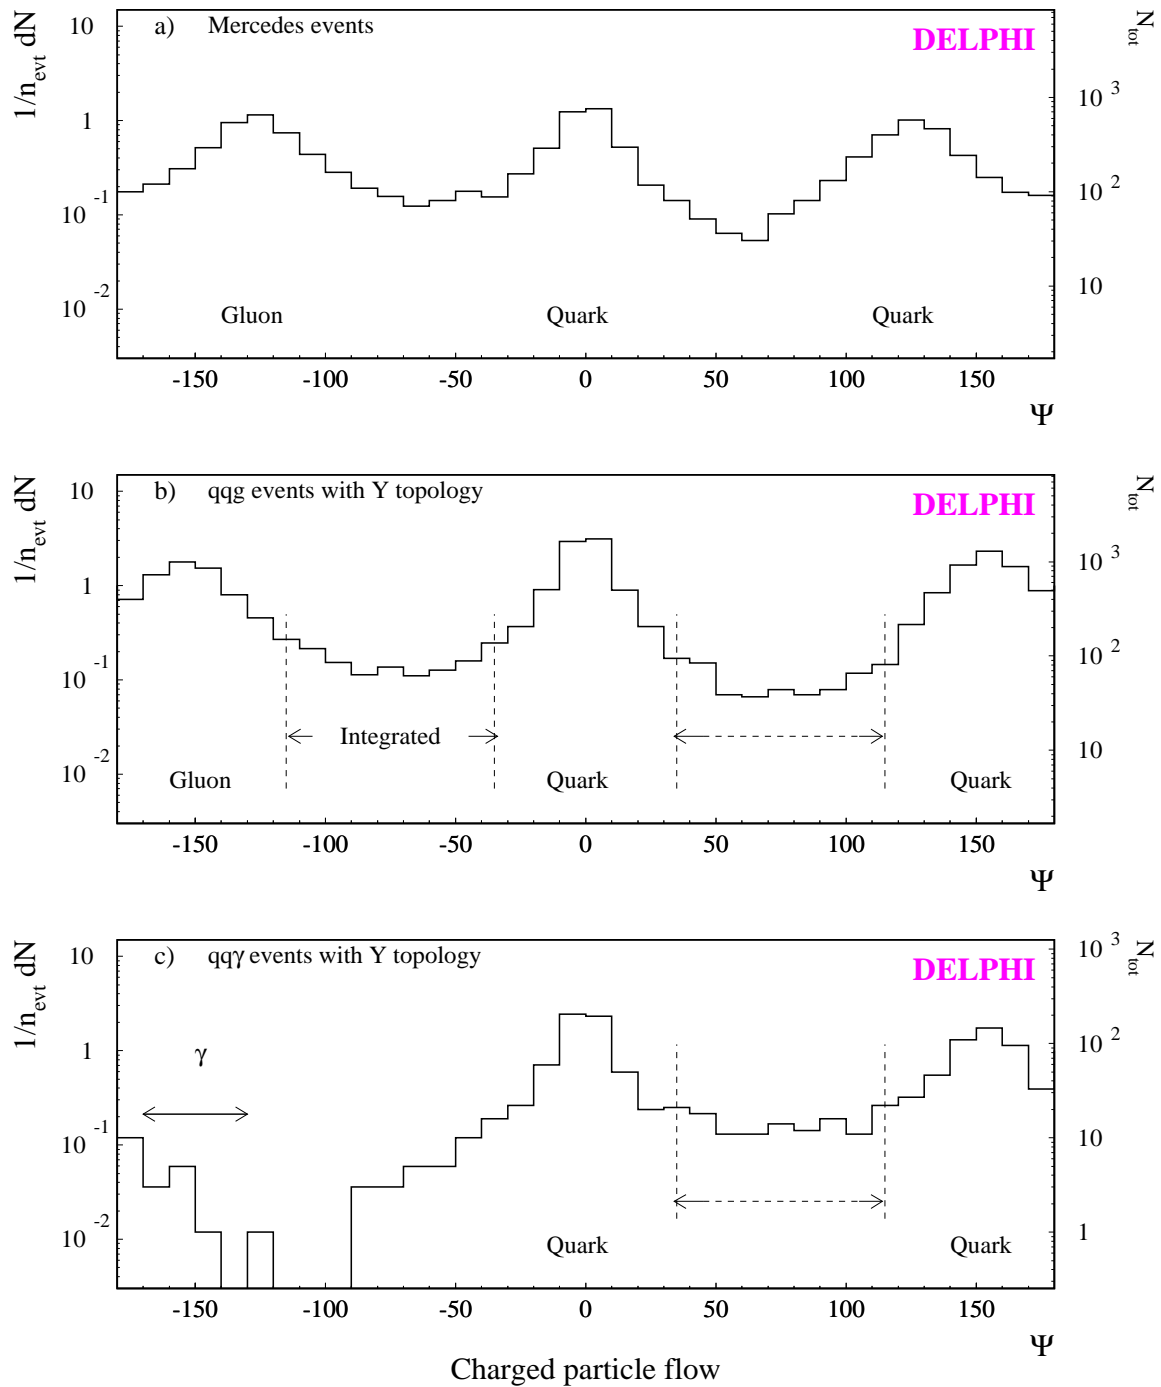 a) Mercedes events
DELPHI
1/n_evt dN
N_tot
10
1
10^-1
10^-2
10^3
10^2
10
Gluon Quark Quark
-150 -100 -50 0 50 100 150
Ψ
b) qqg events with Y topology
DELPHI
1/n_evt dN
N_tot
10
1
10^-1
10^-2
10^3
10^2
10
Integrated
Gluon Quark Quark
-150 -100 -50 0 50 100 150
Ψ
c) qqγ events with Y topology
DELPHI
1/n_evt dN
N_tot
10
1
10^-1
10^-2
10^3
10^2
10
1
γ
Quark Quark
-150 -100 -50 0 50 100 150
Ψ
Charged particle flow